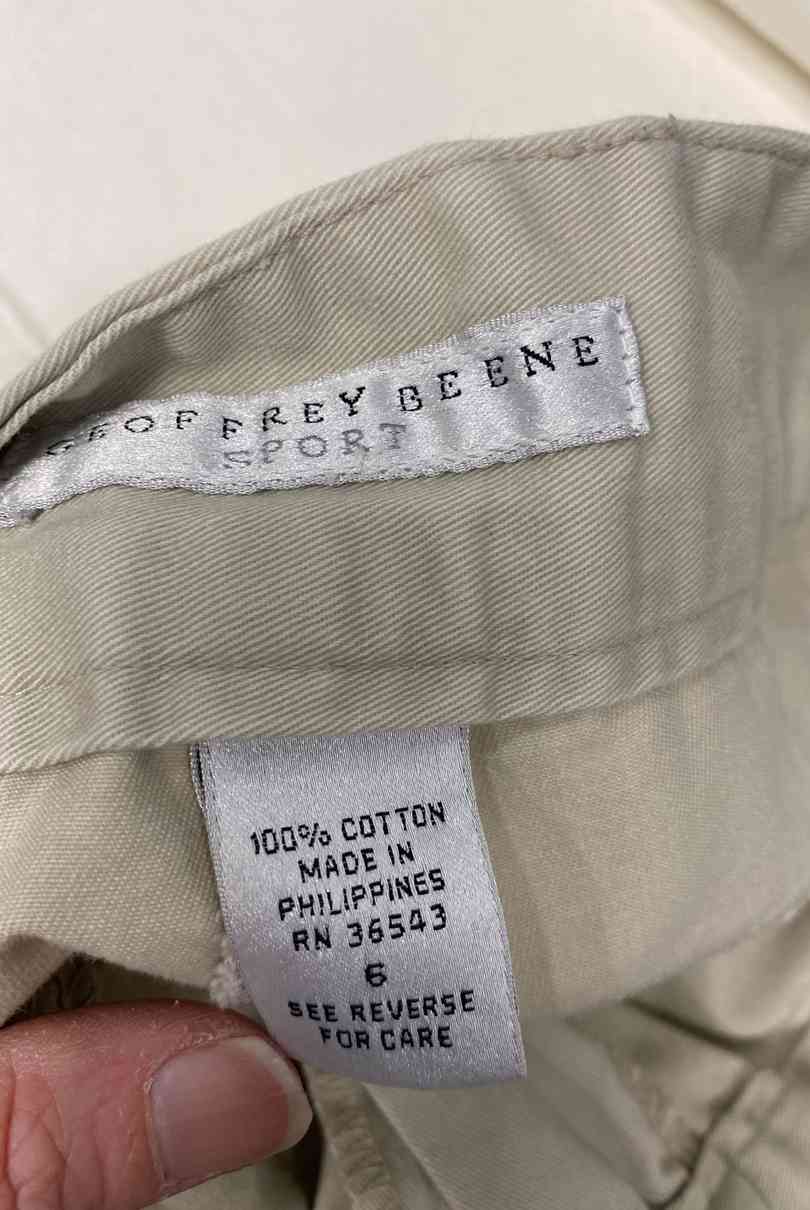 GEOFFREY BEENE
SPORT
100% COTTON
MADE IN
PHILIPPINES
RN 36543
6
SEE REVERSE
FOR CARE